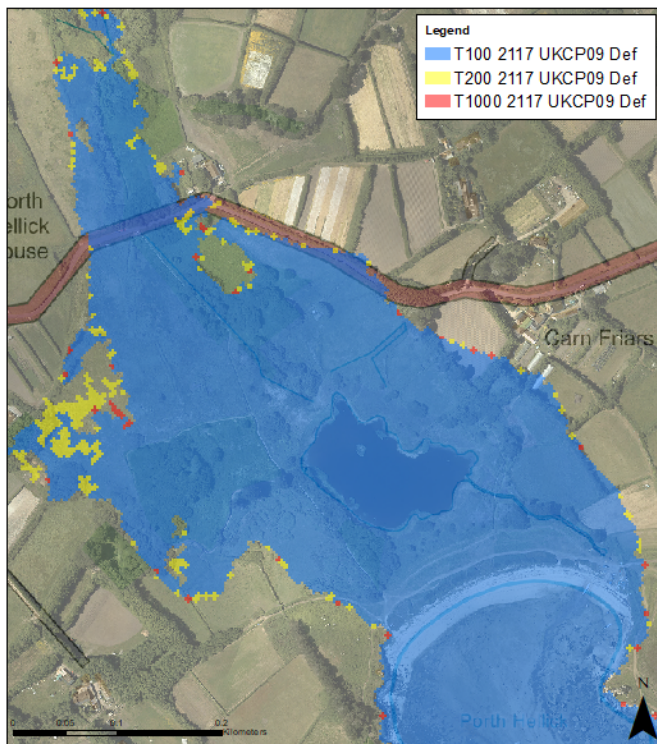 Legend
T100 2117 UKCP09 Def
T200 2117 UKCP09 Def
T1000 2117 UKCP09 Def
orth
ellick
ouse
Carn Friars
Porth Hellick
N
0 0.05 0.1 0.2
Kilometers